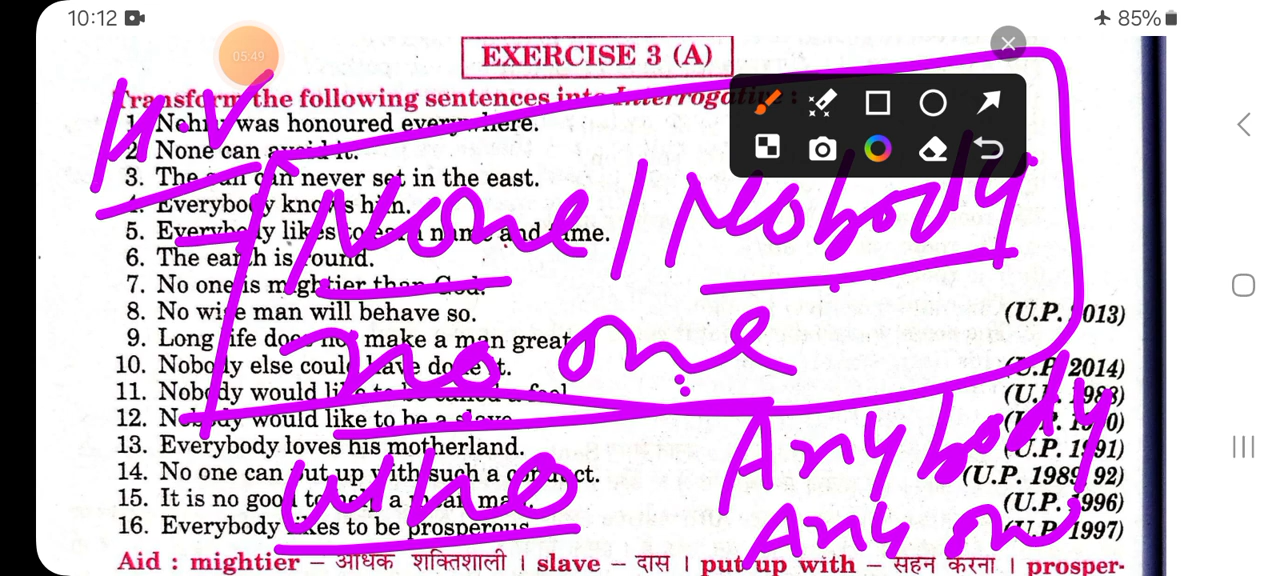 10:12 85%
05:49
EXERCISE 3 (A)
Transform the following sentences into Interrogative :
1. Nehru was honoured everywhere.
2. None can avoid it.
3. The sun can never set in the east.
4. Everybody knows him.
5. Everybody likes to earn name and fame.
6. The earth is round.
7. No one is mightier than God.
8. No wise man will behave so. (U.P. 2013)
9. Long life does not make a man great
10. Nobody else could have done it. (U.P. 2014)
11. Nobody would like to be called a fool (U.P. 1988)
12. Nobody would like to be a slave (U.P. 1990)
13. Everybody loves his motherland. (U.P. 1991)
14. No one can put up with such a conduct. (U.P. 1989, 92)
15. It is no good to help a mean man. (U.P. 1996)
16. Everybody likes to be prosperous (U.P. 1997)
Aid : mightier – अधिक शक्तिशाली । slave – दास । put up with – सहन करना । prosper-
H.V
None / Nobody
no one
who
Anybody
Any on